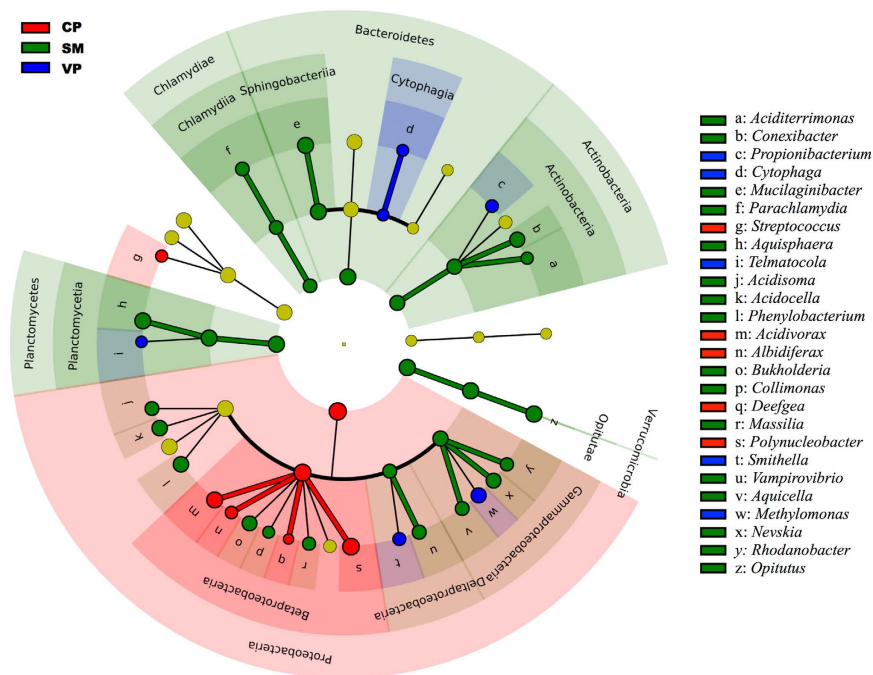 CP
SM
VP
Chlamydiae
Chlamydiia
Bacteroidetes
Sphingobacteriia
Cytophagia
Actinobacteria
Actinobacteria
Planctomycetes
Planctomycetia
Proteobacteria
Betaproteobacteria
Deltaproteobacteria
Gammaproteobacteria
Opitutae
Verrucomicrobia
f
e
d
c
b
a
g
h
i
j
k
l
m
n
o
p
q
r
s
t
u
v
w
x
y
z
a: Aciditerrimonas
b: Conexibacter
c: Propionibacterium
d: Cytophaga
e: Mucilaginibacter
f: Parachlamydia
g: Streptococcus
h: Aquisphaera
i: Telmatocola
j: Acidisoma
k: Acidocella
l: Phenylobacterium
m: Acidivorax
n: Albidiferax
o: Bukholderia
p: Collimonas
q: Deefgea
r: Massilia
s: Polynucleobacter
t: Smithella
u: Vampirovibrio
v: Aquicella
w: Methylomonas
x: Nevskia
y: Rhodanobacter
z: Opitutus